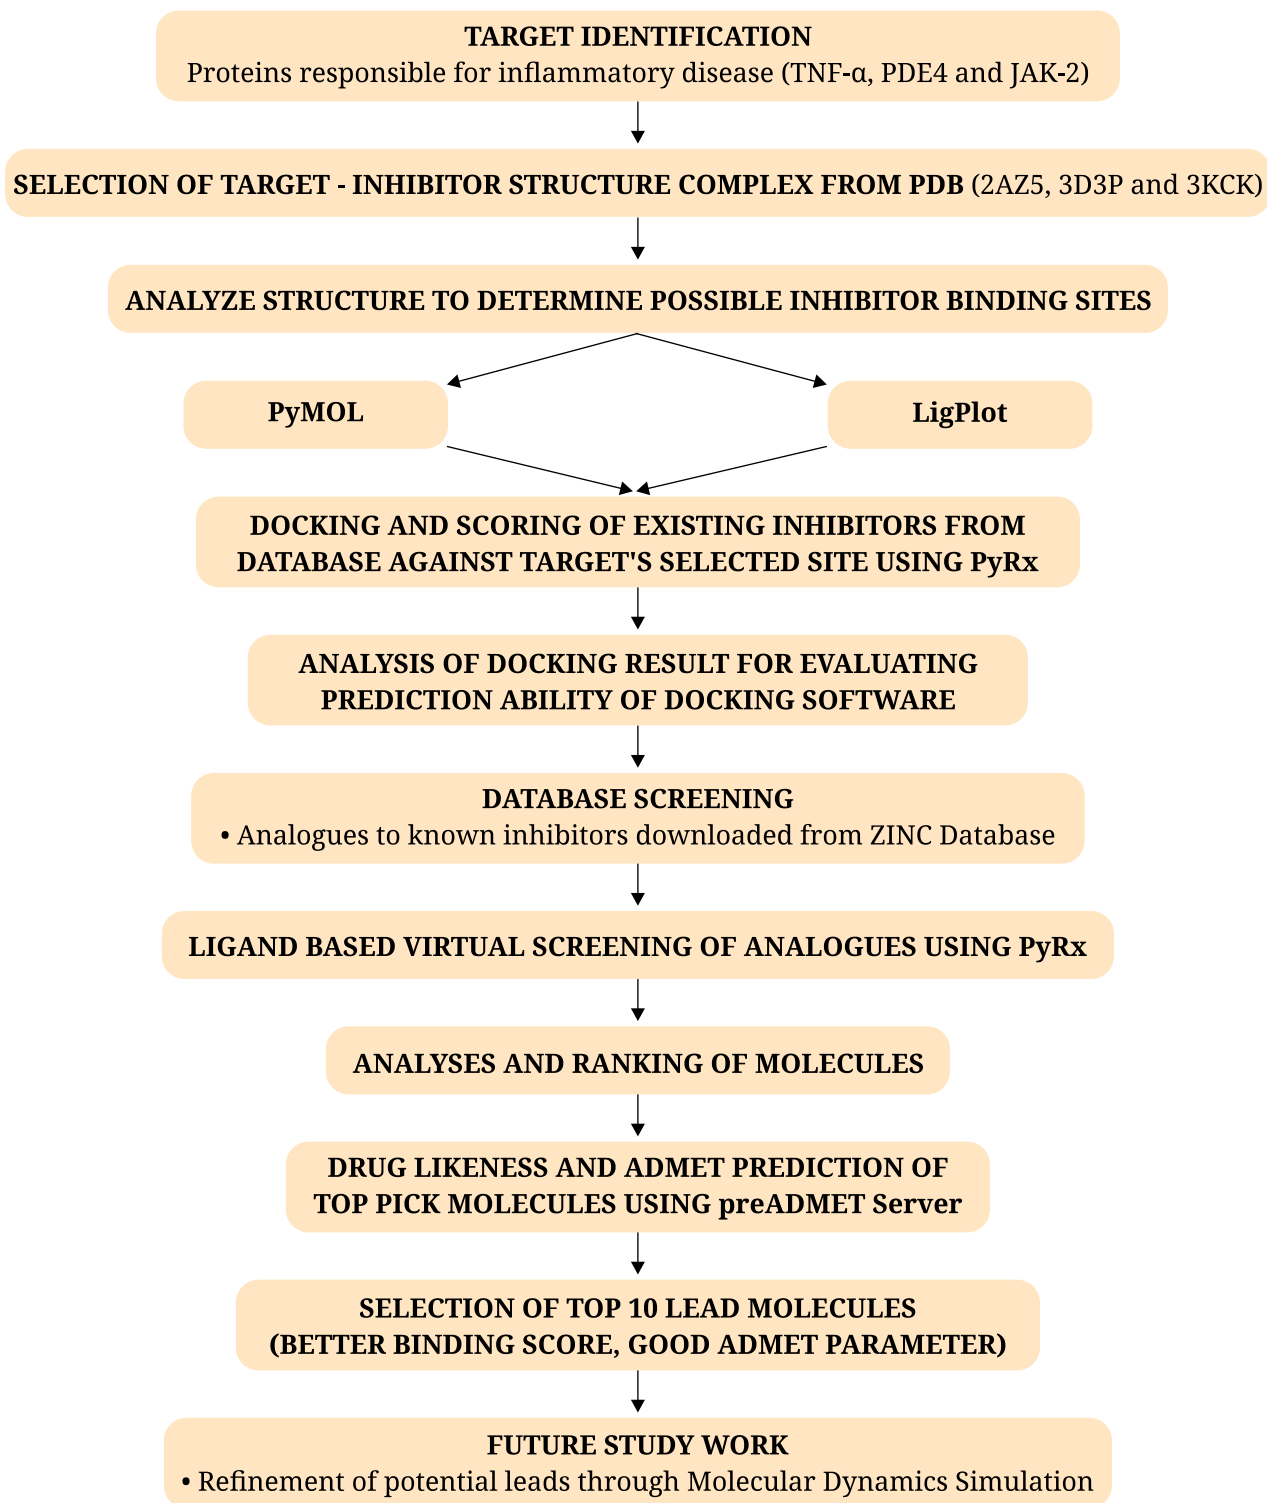 TARGET IDENTIFICATION
Proteins responsible for inflammatory disease (TNF-α, PDE4 and JAK-2)
SELECTION OF TARGET - INHIBITOR STRUCTURE COMPLEX FROM PDB (2AZ5, 3D3P and 3KCK)
ANALYZE STRUCTURE TO DETERMINE POSSIBLE INHIBITOR BINDING SITES
PyMOL
LigPlot
DOCKING AND SCORING OF EXISTING INHIBITORS FROM
DATABASE AGAINST TARGET'S SELECTED SITE USING PyRx
ANALYSIS OF DOCKING RESULT FOR EVALUATING
PREDICTION ABILITY OF DOCKING SOFTWARE
DATABASE SCREENING
• Analogues to known inhibitors downloaded from ZINC Database
LIGAND BASED VIRTUAL SCREENING OF ANALOGUES USING PyRx
ANALYSES AND RANKING OF MOLECULES
DRUG LIKENESS AND ADMET PREDICTION OF
TOP PICK MOLECULES USING preADMET Server
SELECTION OF TOP 10 LEAD MOLECULES
(BETTER BINDING SCORE, GOOD ADMET PARAMETER)
FUTURE STUDY WORK
• Refinement of potential leads through Molecular Dynamics Simulation